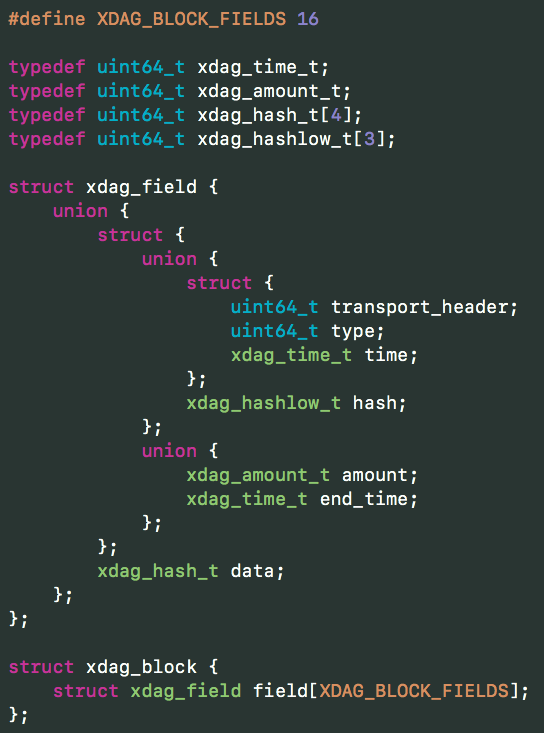 #define XDAG_BLOCK_FIELDS 16
typedef uint64_t xdag_time_t;
typedef uint64_t xdag_amount_t;
typedef uint64_t xdag_hash_t[4];
typedef uint64_t xdag_hashlow_t[3];
struct xdag_field {
    union {
        struct {
            union {
                struct {
                    uint64_t transport_header;
                    uint64_t type;
                    xdag_time_t time;
                };
                xdag_hashlow_t hash;
            };
            union {
                xdag_amount_t amount;
                xdag_time_t end_time;
            };
        };
        xdag_hash_t data;
    };
};
struct xdag_block {
    struct xdag_field field[XDAG_BLOCK_FIELDS];
};